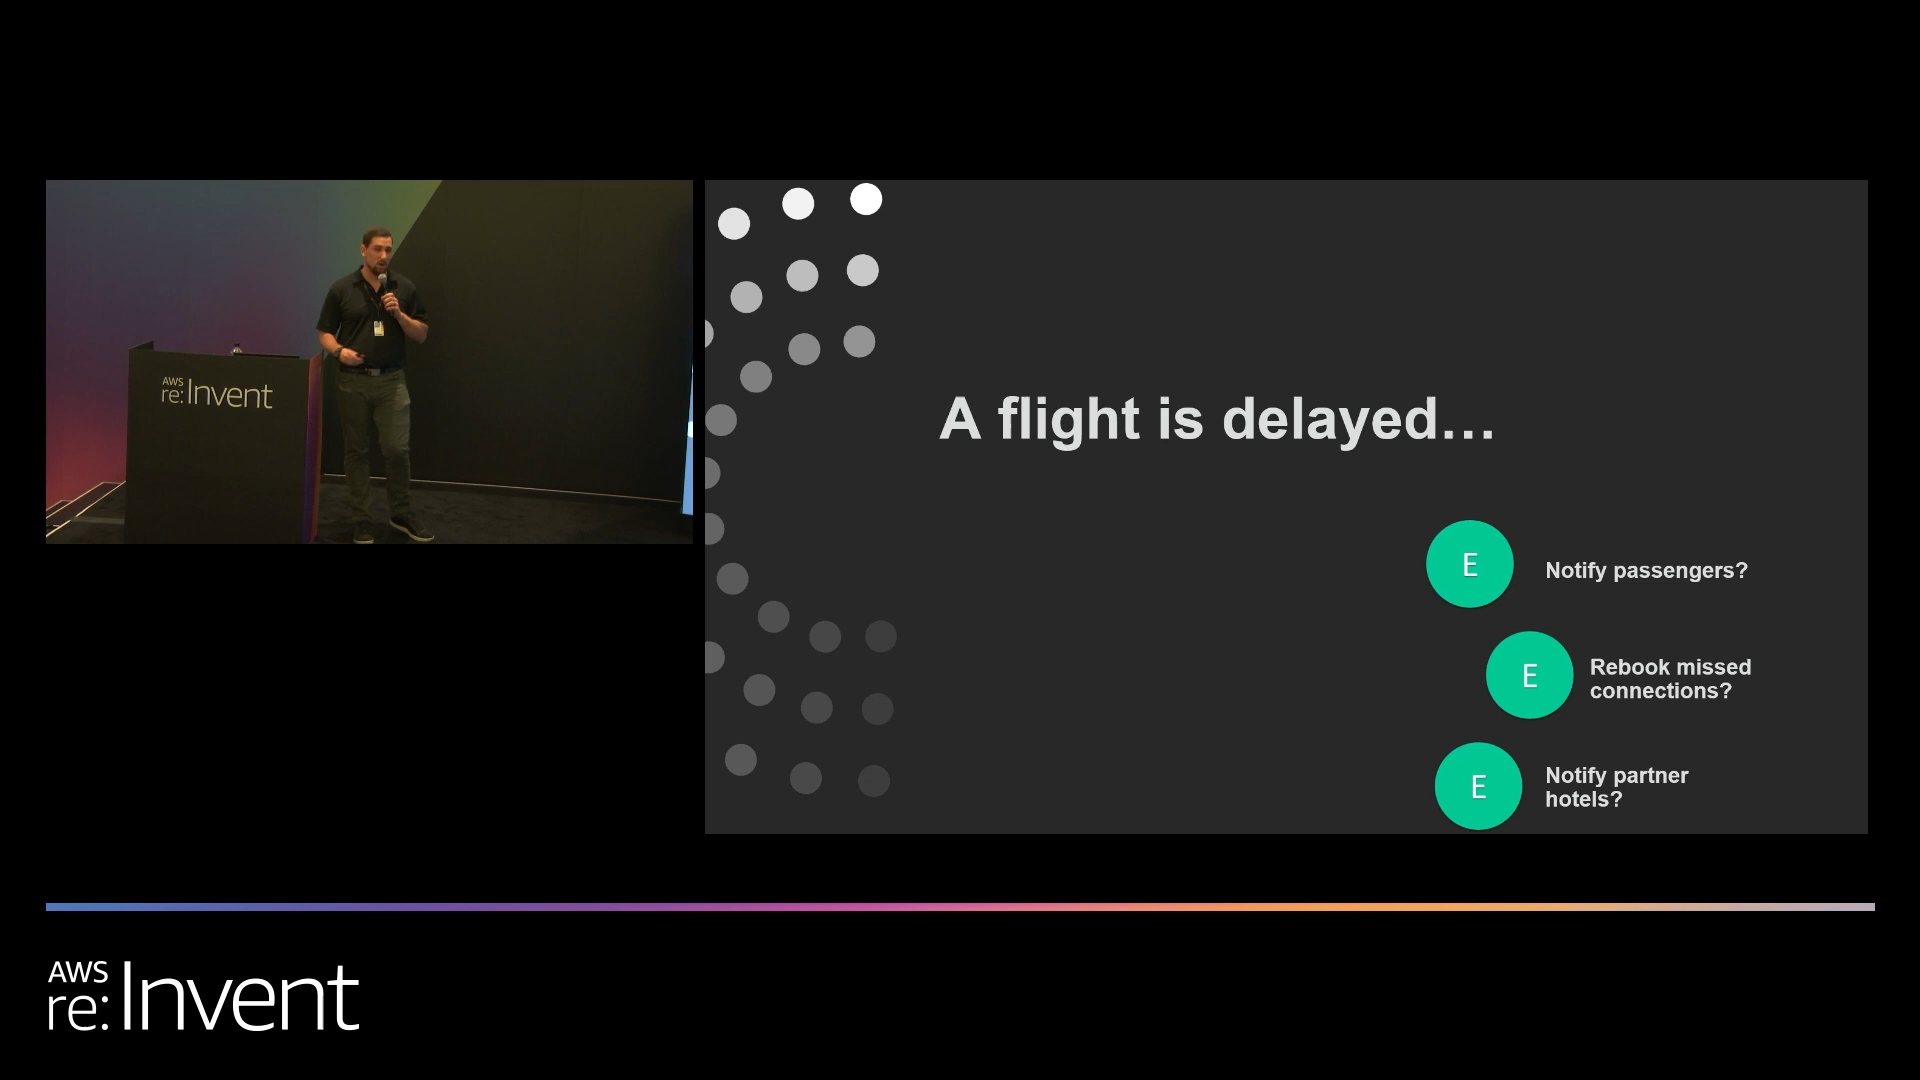 AWS
re:Invent
A flight is delayed...
E
Notify passengers?
E
Rebook missed
connections?
E
Notify partner
hotels?
AWS
re:Invent